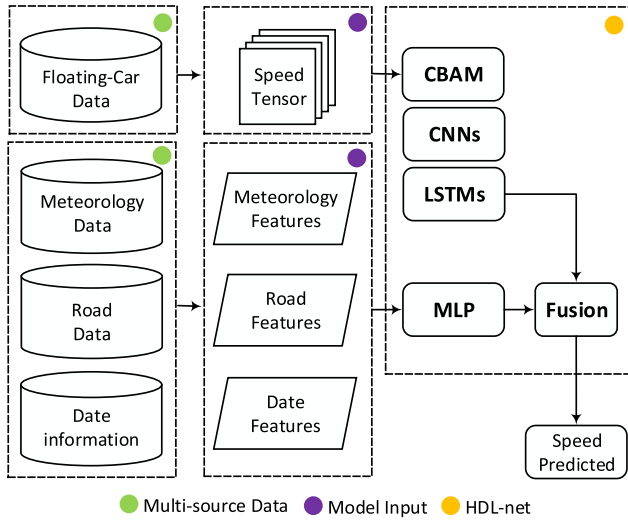 Floating-Car
Data
Speed
Tensor
CBAM
CNNs
LSTMs
Meteorology
Data
Meteorology
Features
Road
Data
Road
Features
MLP
Fusion
Date
information
Date
Features
Speed
Predicted
Multi-source Data
Model Input
HDL-net